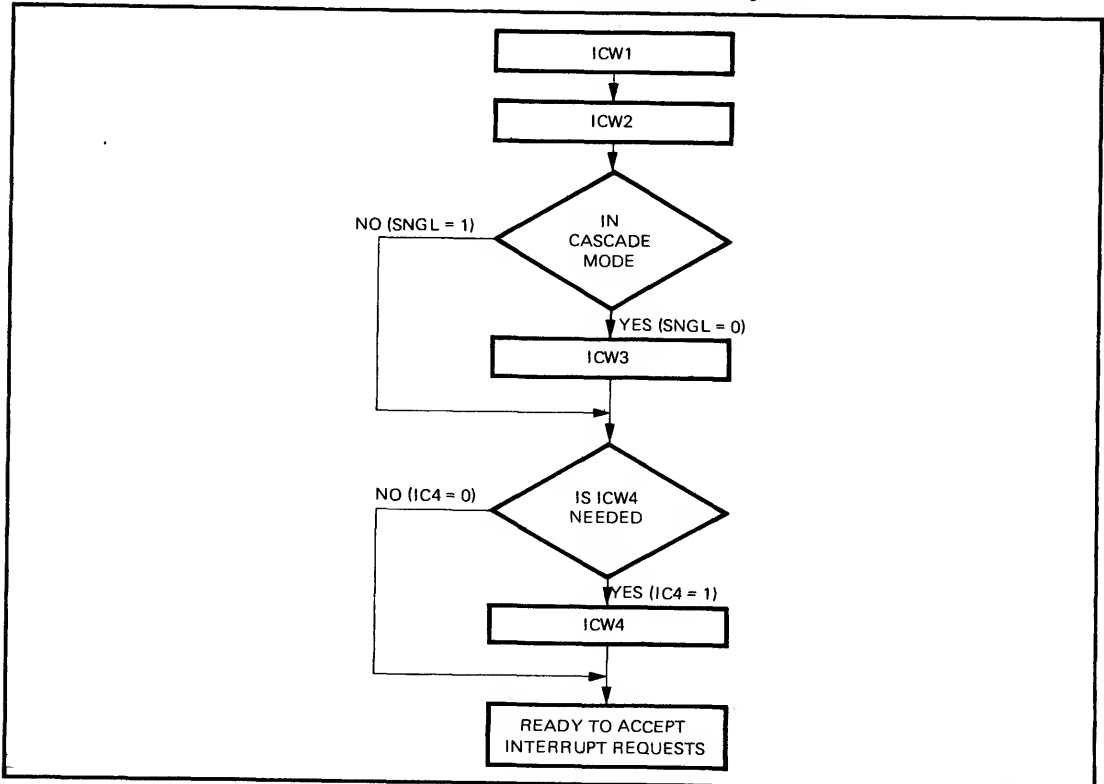 ICW1
ICW2
NO (SNGL = 1)
IN
CASCADE
MODE
YES (SNGL = 0)
ICW3
NO (IC4 = 0)
IS ICW4
NEEDED
YES (IC4 = 1)
ICW4
READY TO ACCEPT
INTERRUPT REQUESTS